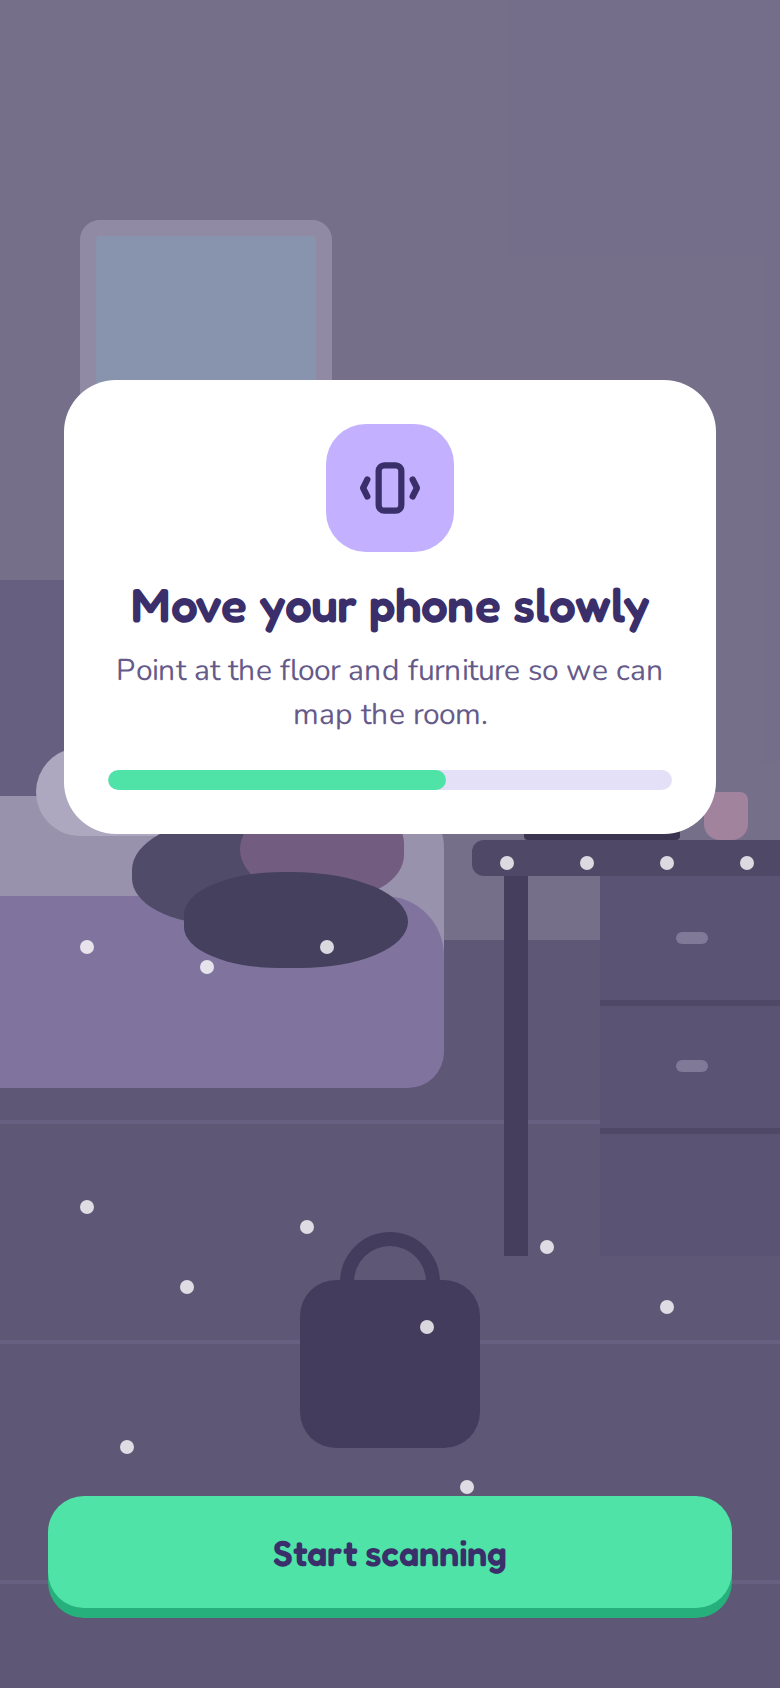 Move your phone slowly
Point at the floor and furniture so we can
map the room.
Start scanning